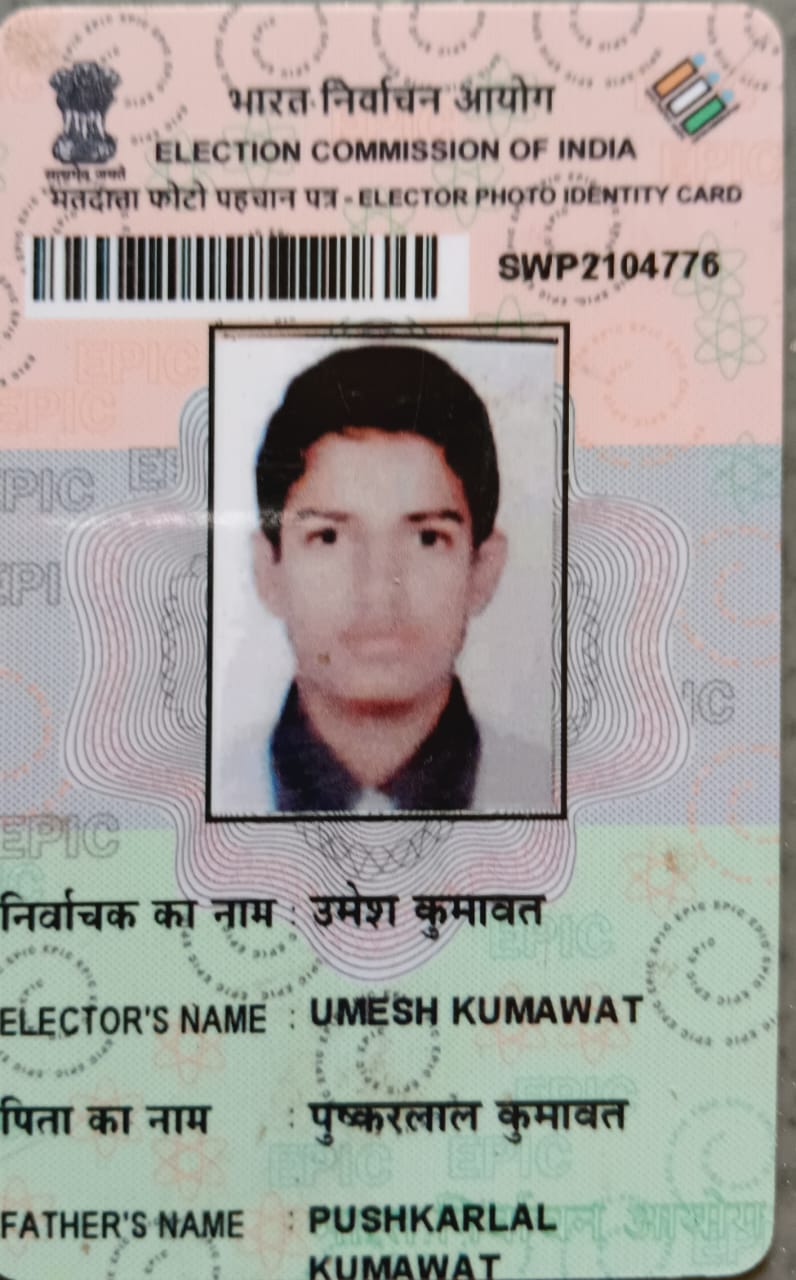 भारत निर्वाचन आयोग
ELECTION COMMISSION OF INDIA
सत्यमेव जयते
मतदाता फोटो पहचान पत्र - ELECTOR PHOTO IDENTITY CARD
SWP2104776
निर्वाचक का नाम : उमेश कुमावत
ELECTOR'S NAME : UMESH KUMAWAT
पिता का नाम : पुष्करलाल कुमावत
FATHER'S NAME : PUSHKARLAL
KUMAWAT